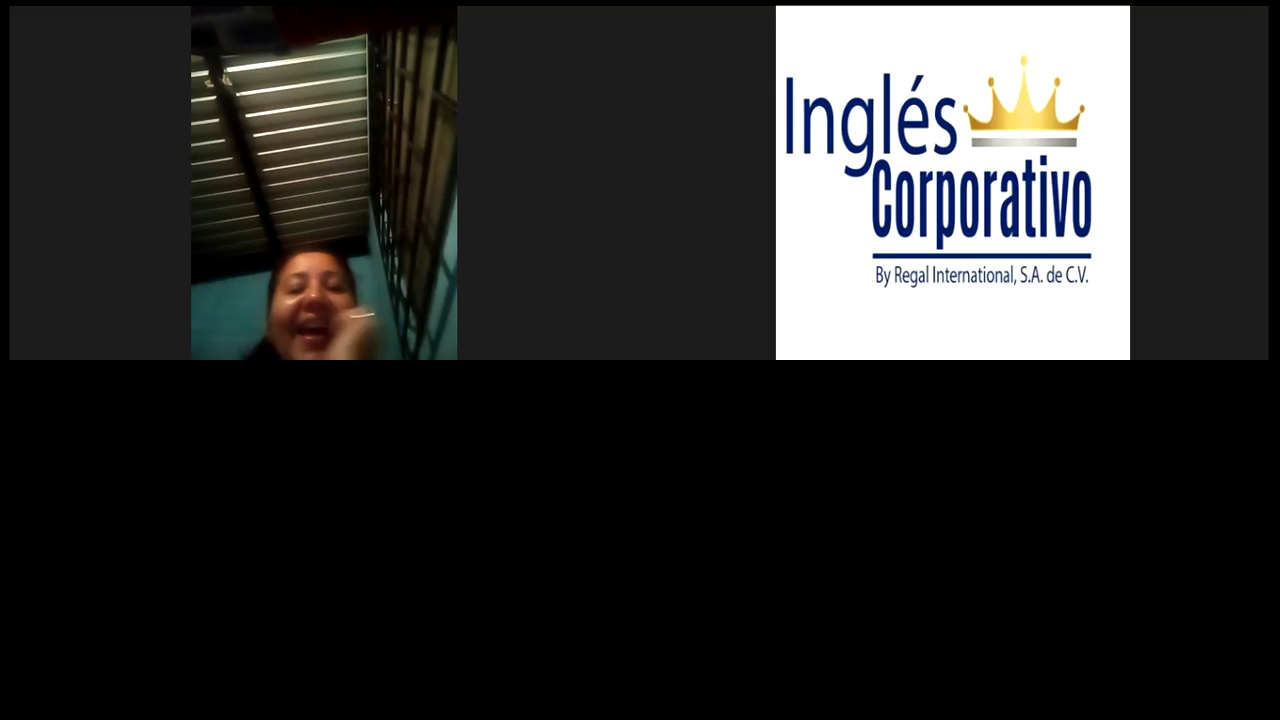 Inglés
Corporativo
By Regal International, S.A. de C.V.